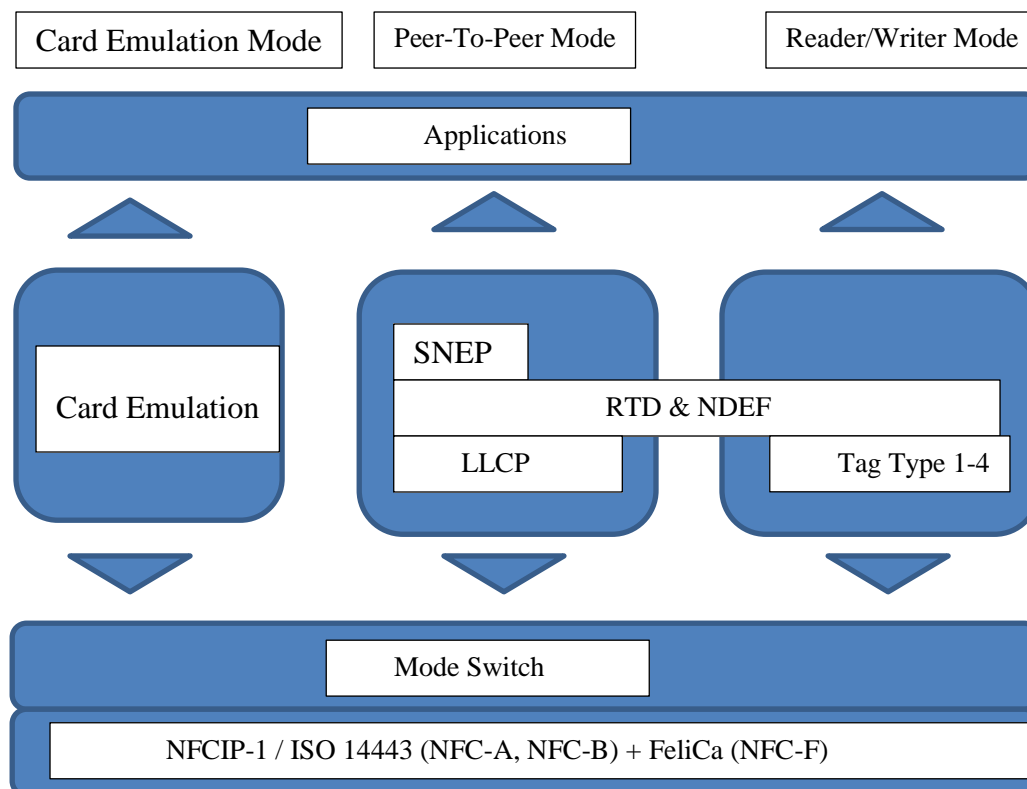 Card Emulation Mode
Peer-To-Peer Mode
Reader/Writer Mode
Applications
Card Emulation
SNEP
RTD & NDEF
LLCP
Tag Type 1-4
Mode Switch
NFCIP-1 / ISO 14443 (NFC-A, NFC-B) + FeliCa (NFC-F)